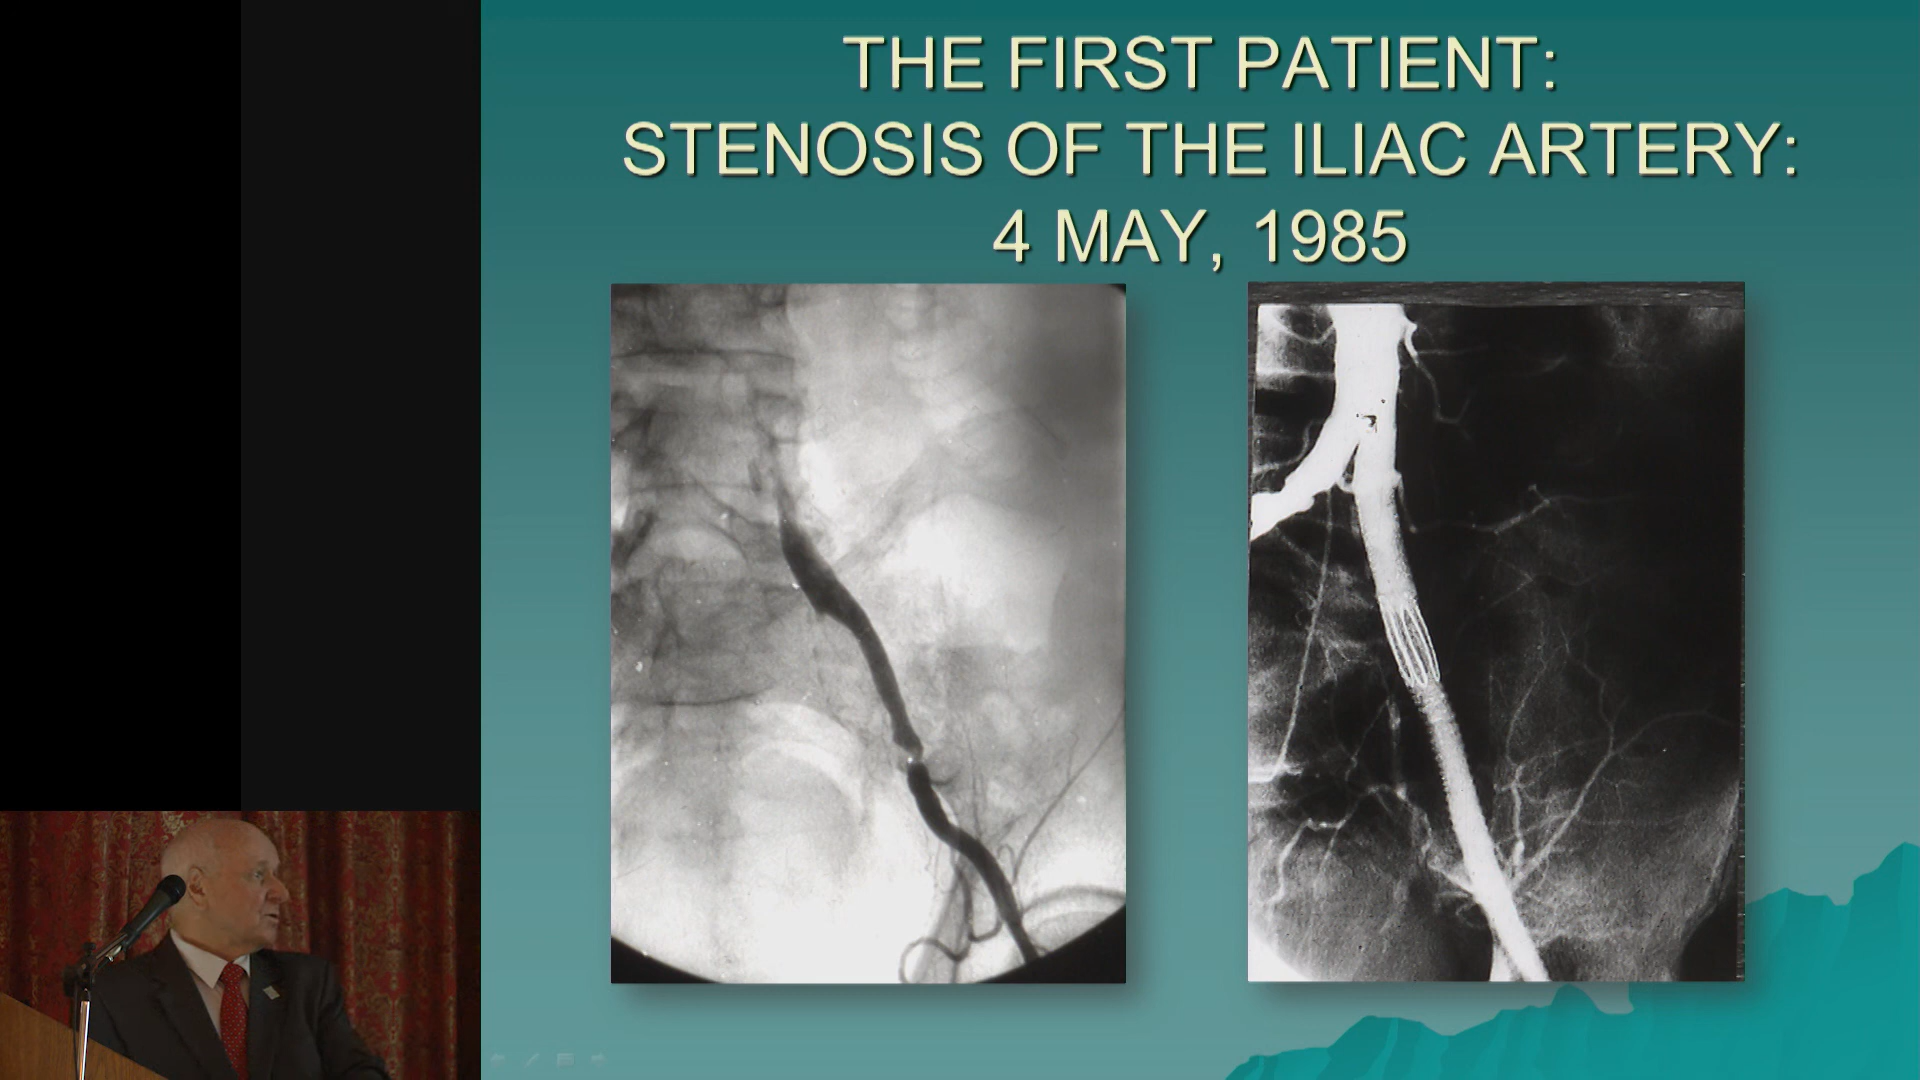 THE FIRST PATIENT:
STENOSIS OF THE ILIAC ARTERY:
4 MAY, 1985